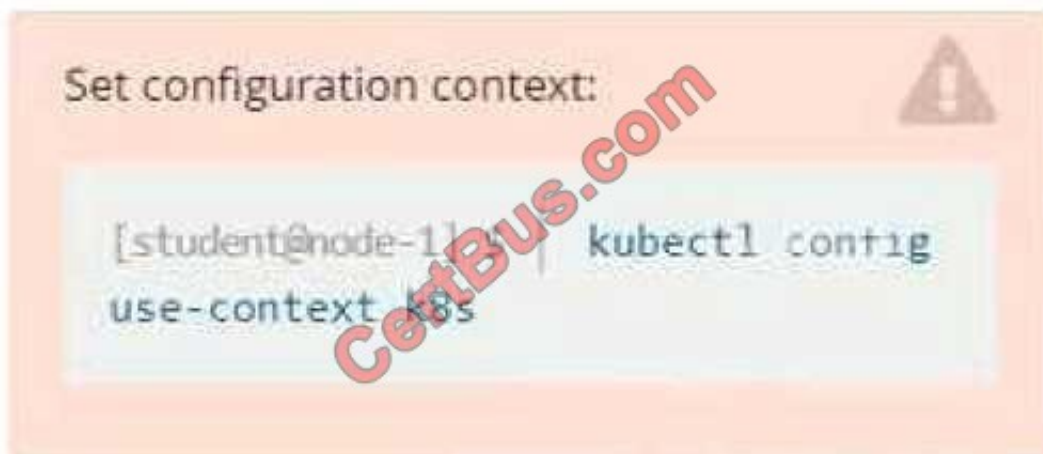 Set configuration context:
[student@node-1] $ | kubectl config
use-context k8s
CertBus.com